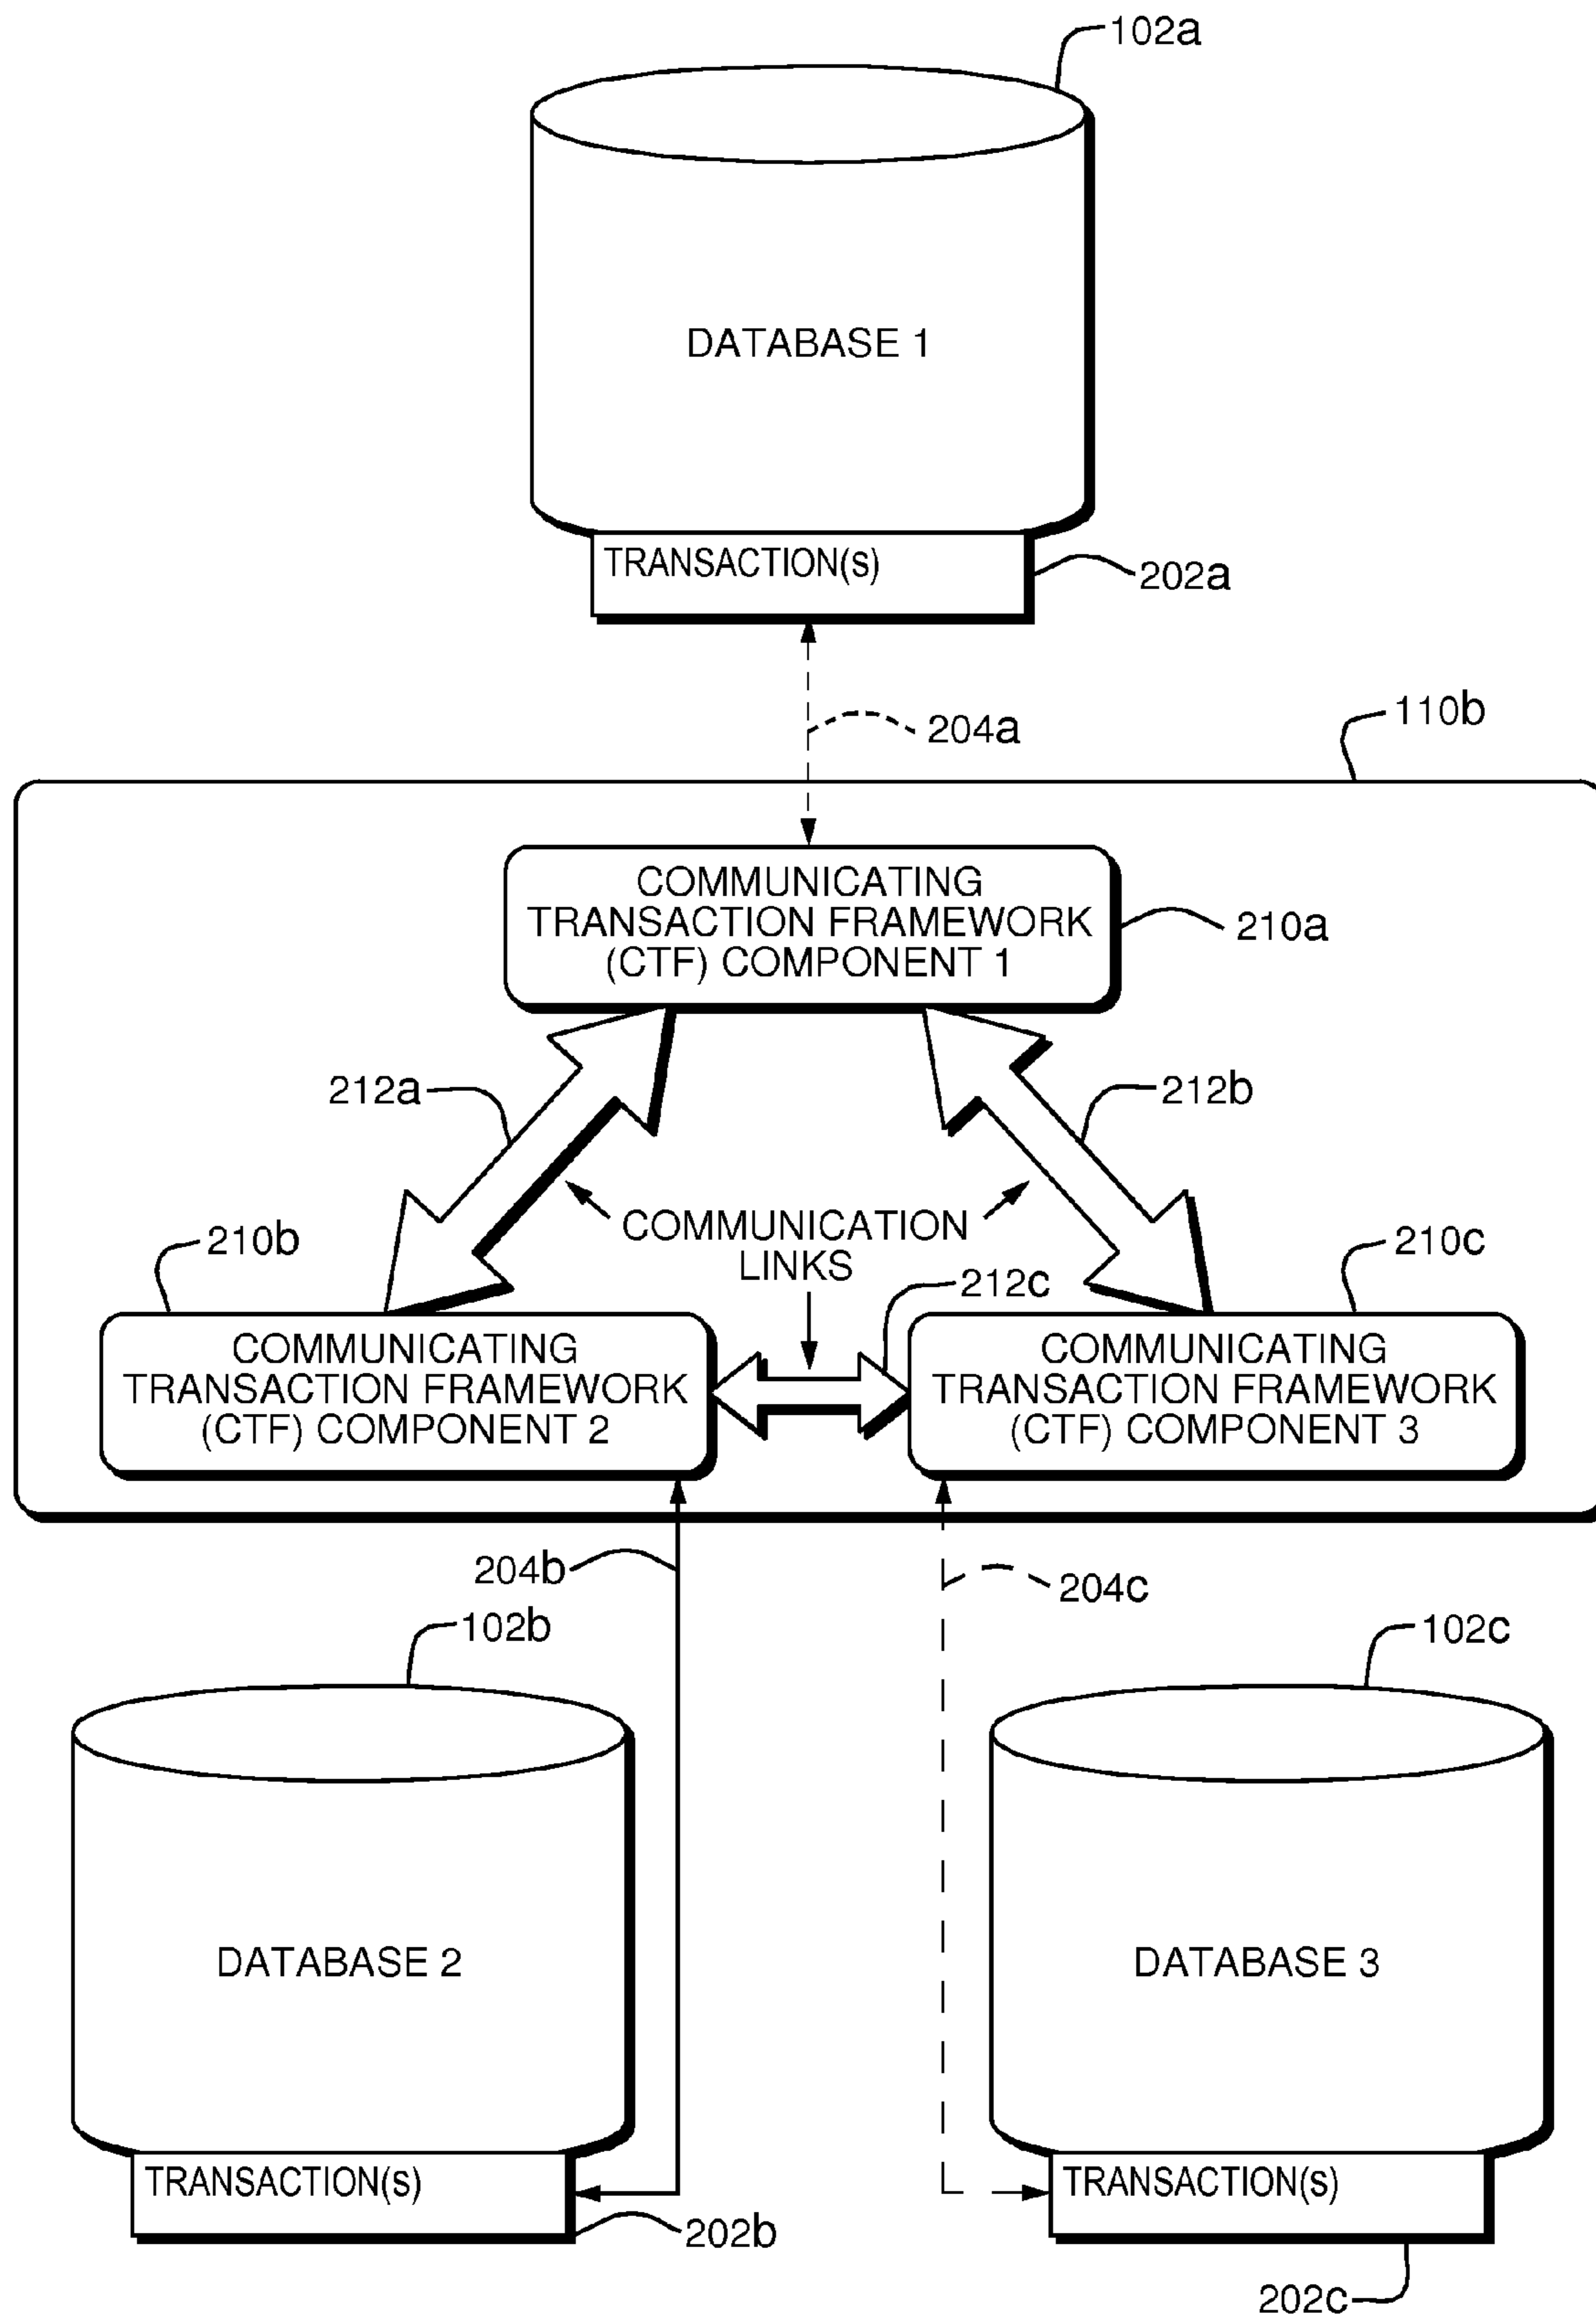 102a
DATABASE 1
TRANSACTION(s)
202a
204a
110b
COMMUNICATING
TRANSACTION FRAMEWORK
(CTF) COMPONENT 1
210a
212a
212b
COMMUNICATION
LINKS
210b
210c
212c
COMMUNICATING
TRANSACTION FRAMEWORK
(CTF) COMPONENT 2
COMMUNICATING
TRANSACTION FRAMEWORK
(CTF) COMPONENT 3
204b
204c
102b
102c
DATABASE 2
DATABASE 3
TRANSACTION(s)
TRANSACTION(s)
202b
202c